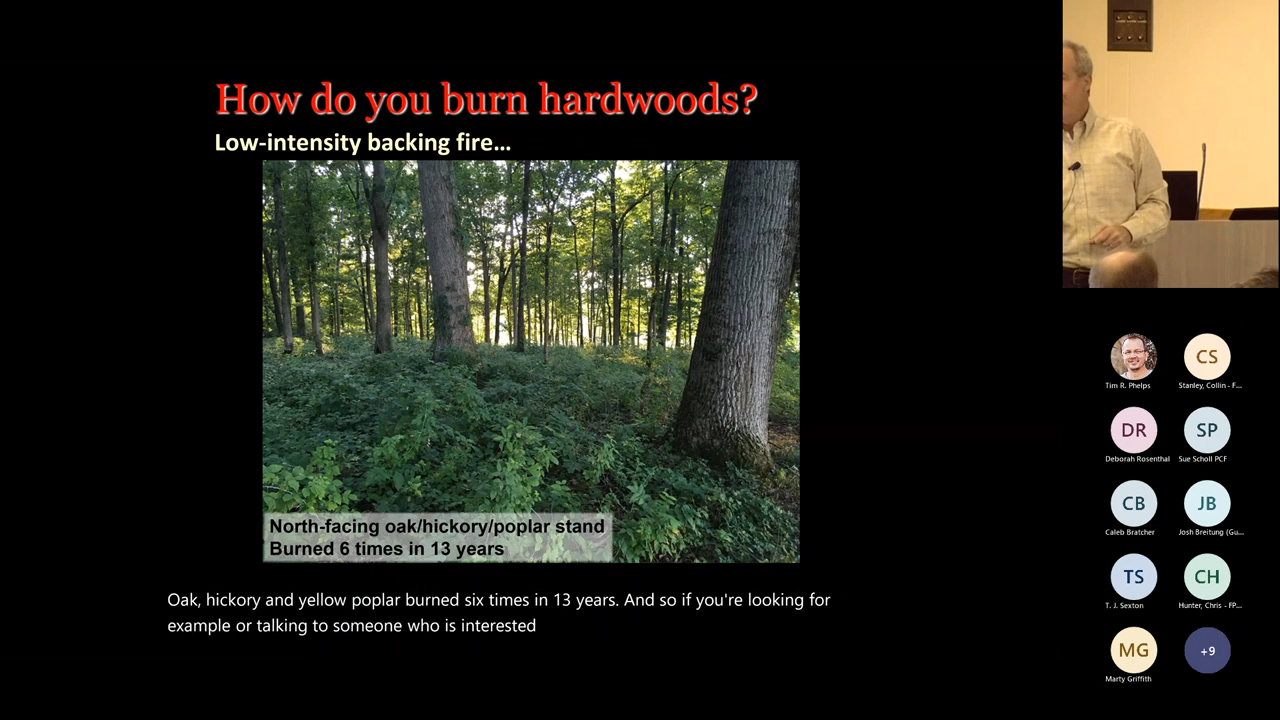 How do you burn hardwoods?
Low-intensity backing fire...
North-facing oak/hickory/poplar stand
Burned 6 times in 13 years
Oak, hickory and yellow poplar burned six times in 13 years. And so if you're looking for
example or talking to someone who is interested
Tim R. Phelps
CS
Stanley, Collin - F...
DR
Deborah Rosenthal
SP
Sue Scholl PCF
CB
Caleb Bratcher
JB
Josh Breitung (Gu...
TS
T. J. Sexton
CH
Hunter, Chris - FP...
MG
Marty Griffith
+9